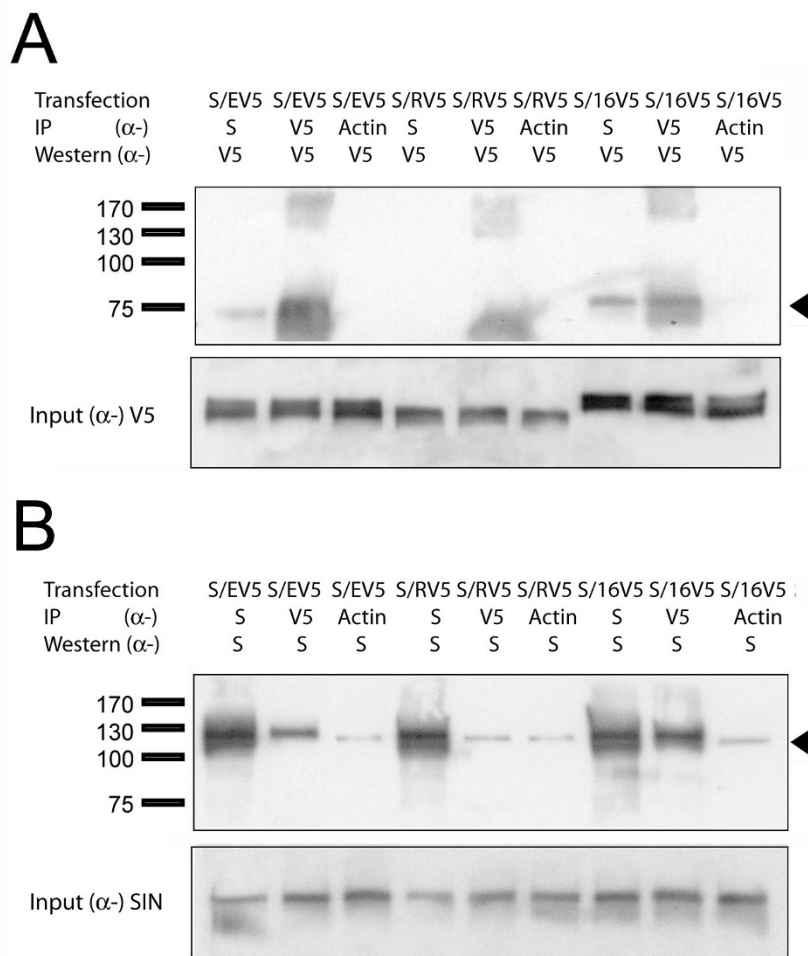 A
Transfection S/EV5 S/EV5 S/EV5 S/RV5 S/RV5 S/RV5 S/16V5 S/16V5 S/16V5
IP (α-) S V5 Actin S V5 Actin S V5 Actin
Western (α-) V5 V5 V5 V5 V5 V5 V5 V5 V5
170
130
100
75
Input (α-) V5
B
Transfection S/EV5 S/EV5 S/EV5 S/RV5 S/RV5 S/RV5 S/16V5 S/16V5 S/16V5
IP (α-) S V5 Actin S V5 Actin S V5 Actin
Western (α-) S S S S S S S S S
170
130
100
75
Input (α-) SIN